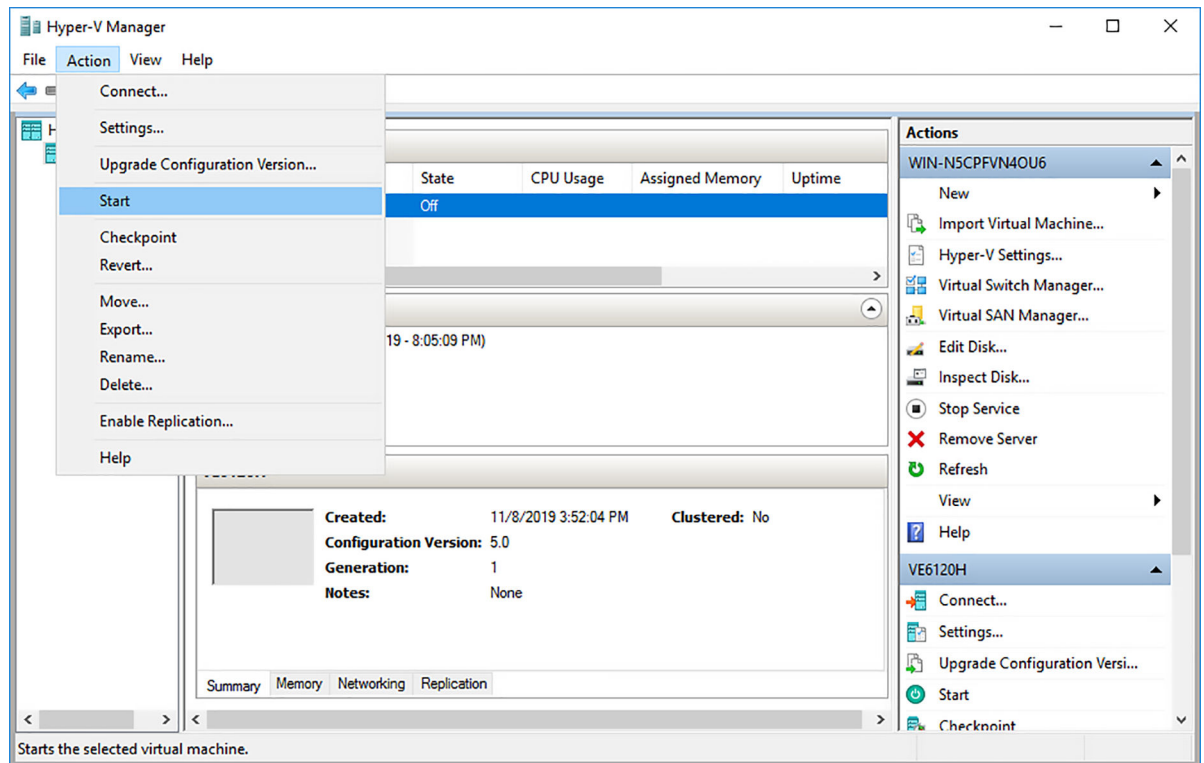 Hyper-V Manager
File Action View Help
Connect...
Settings...
Upgrade Configuration Version...
Start
Checkpoint
Revert...
Move...
Export...
Rename...
Delete...
Enable Replication...
Help
State CPU Usage Assigned Memory Uptime
Off
19 - 8:05:09 PM)
Created: 11/8/2019 3:52:04 PM Clustered: No
Configuration Version: 5.0
Generation: 1
Notes: None
Summary Memory Networking Replication
Actions
WIN-N5CPFVN4OU6
New
Import Virtual Machine...
Hyper-V Settings...
Virtual Switch Manager...
Virtual SAN Manager...
Edit Disk...
Inspect Disk...
Stop Service
Remove Server
Refresh
View
Help
VE6120H
Connect...
Settings...
Upgrade Configuration Versi...
Start
Checkpoint
Starts the selected virtual machine.